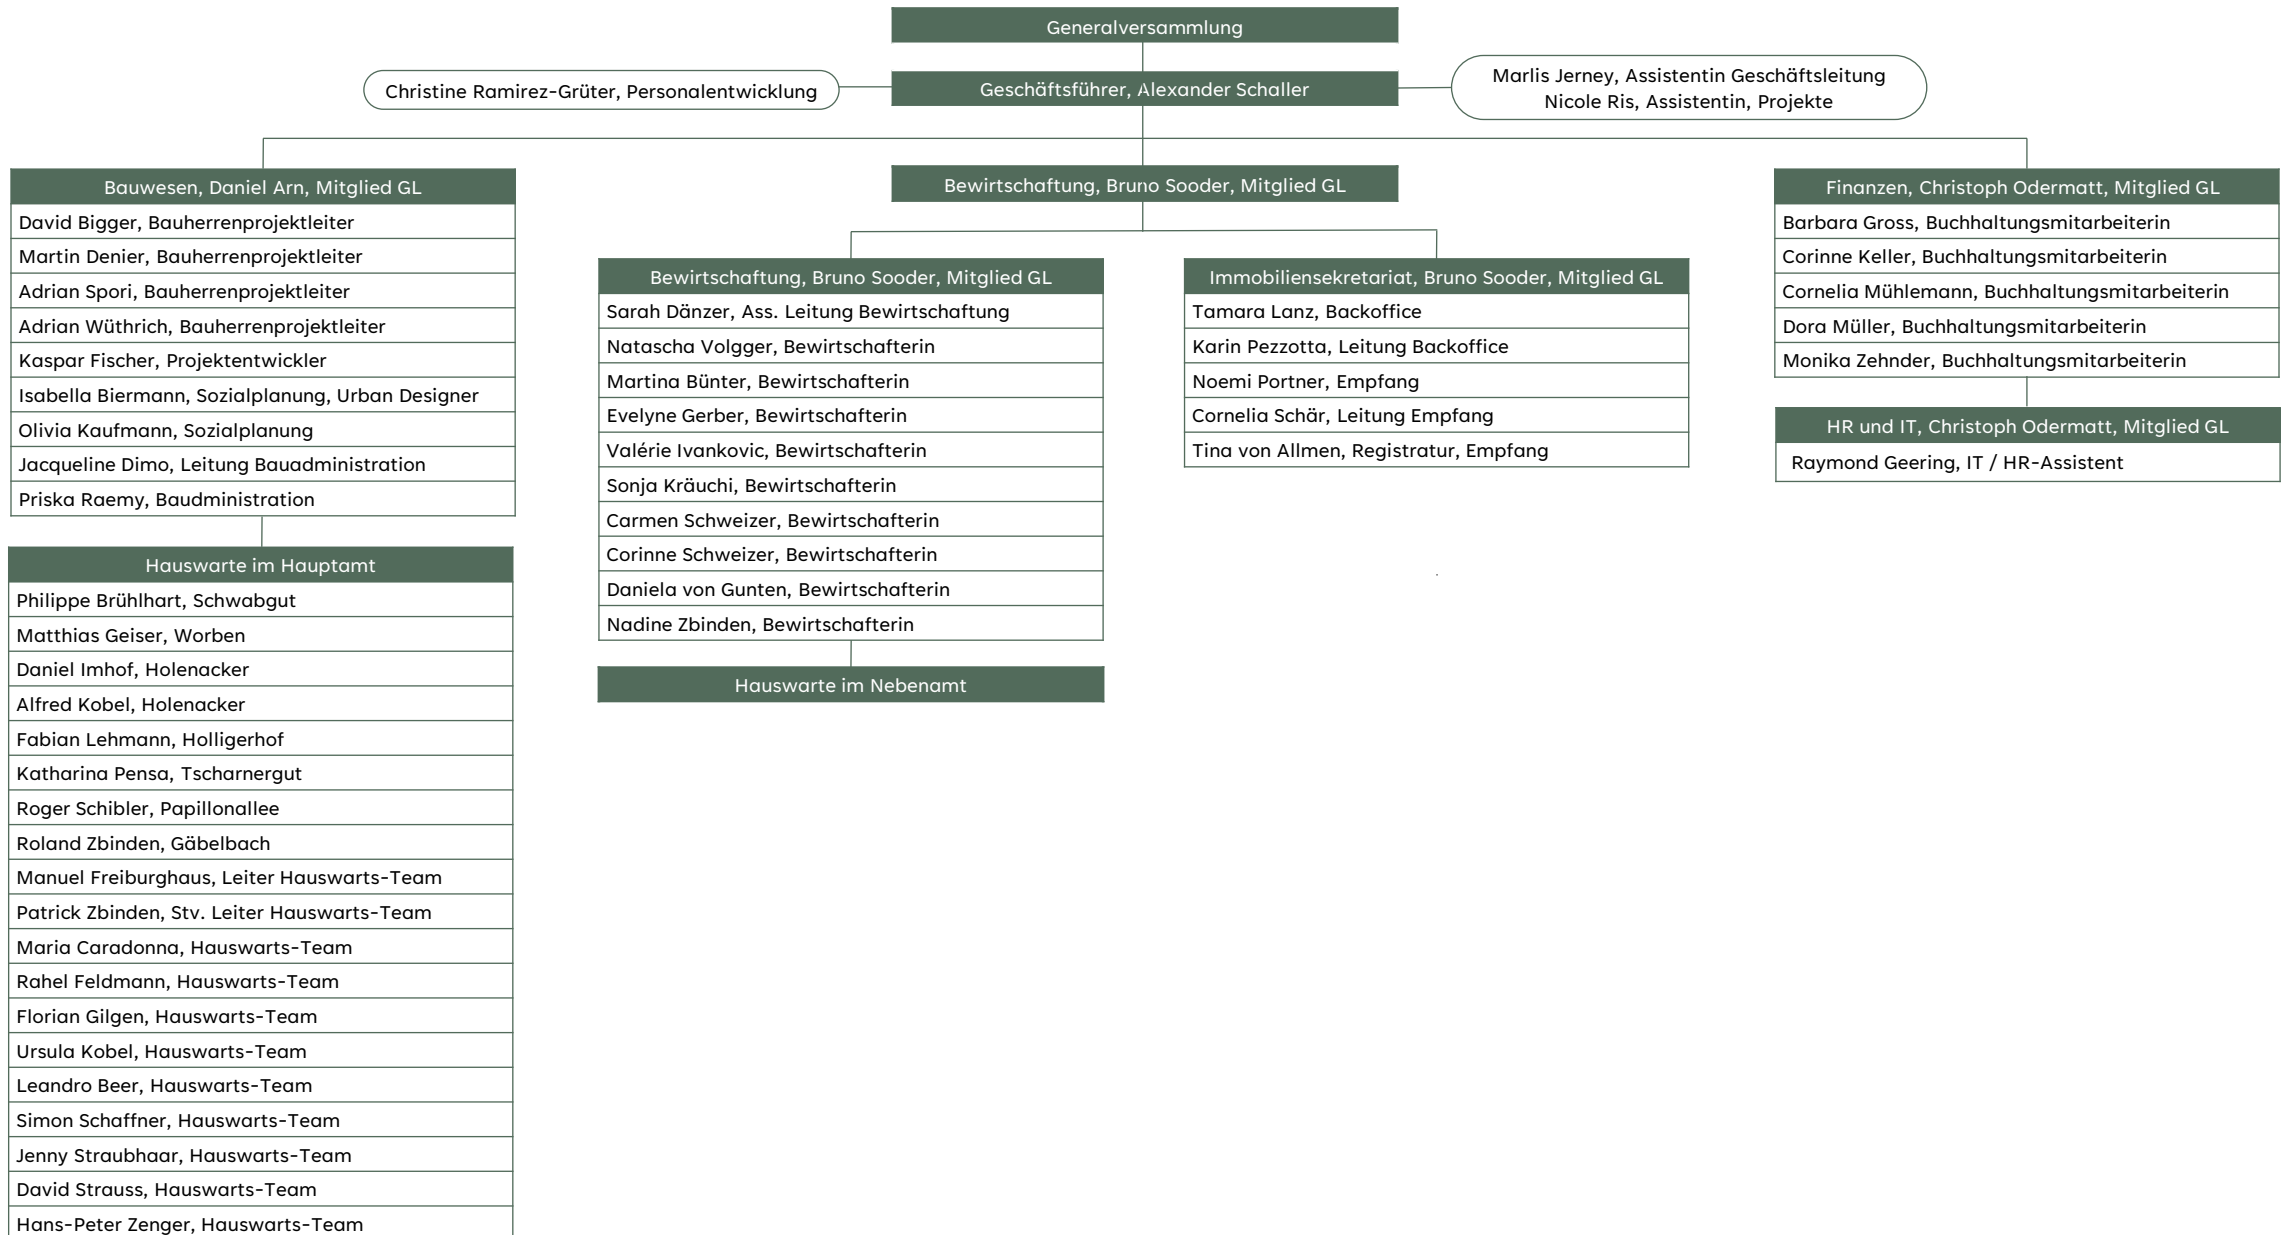 Generalversammlung
Christine Ramirez-Grüter, Personalentwicklung
Geschäftsführer, Alexander Schaller
Marlis Jerney, Assistentin Geschäftsleitung
Nicole Ris, Assistentin, Projekte
Bauwesen, Daniel Arn, Mitglied GL
David Bigger, Bauherrenprojektleiter
Martin Denier, Bauherrenprojektleiter
Adrian Spori, Bauherrenprojektleiter
Adrian Wüthrich, Bauherrenprojektleiter
Kaspar Fischer, Projektentwickler
Isabella Biermann, Sozialplanung, Urban Designer
Olivia Kaufmann, Sozialplanung
Jacqueline Dimo, Leitung Bauadministration
Priska Raemy, Baudministration
Hauswarte im Hauptamt
Philippe Brühlhart, Schwabgut
Matthias Geiser, Worben
Daniel Imhof, Holenacker
Alfred Kobel, Holenacker
Fabian Lehmann, Holligerhof
Katharina Pensa, Tscharnergut
Roger Schibler, Papillonallee
Roland Zbinden, Gäbelbach
Manuel Freiburghaus, Leiter Hauswarts-Team
Patrick Zbinden, Stv. Leiter Hauswarts-Team
Maria Caradonna, Hauswarts-Team
Rahel Feldmann, Hauswarts-Team
Florian Gilgen, Hauswarts-Team
Ursula Kobel, Hauswarts-Team
Leandro Beer, Hauswarts-Team
Simon Schaffner, Hauswarts-Team
Jenny Straubhaar, Hauswarts-Team
David Strauss, Hauswarts-Team
Hans-Peter Zenger, Hauswarts-Team
Bewirtschaftung, Bruno Sooder, Mitglied GL
Bewirtschaftung, Bruno Sooder, Mitglied GL
Sarah Dänzer, Ass. Leitung Bewirtschaftung
Natascha Volgger, Bewirtschafterin
Martina Bünter, Bewirtschafterin
Evelyne Gerber, Bewirtschafterin
Valérie Ivankovic, Bewirtschafterin
Sonja Kräuchi, Bewirtschafterin
Carmen Schweizer, Bewirtschafterin
Corinne Schweizer, Bewirtschafterin
Daniela von Gunten, Bewirtschafterin
Nadine Zbinden, Bewirtschafterin
Hauswarte im Nebenamt
Immobiliensekretariat, Bruno Sooder, Mitglied GL
Tamara Lanz, Backoffice
Karin Pezzotta, Leitung Backoffice
Noemi Portner, Empfang
Cornelia Schär, Leitung Empfang
Tina von Allmen, Registratur, Empfang
Finanzen, Christoph Odermatt, Mitglied GL
Barbara Gross, Buchhaltungsmitarbeiterin
Corinne Keller, Buchhaltungsmitarbeiterin
Cornelia Mühlemann, Buchhaltungsmitarbeiterin
Dora Müller, Buchhaltungsmitarbeiterin
Monika Zehnder, Buchhaltungsmitarbeiterin
HR und IT, Christoph Odermatt, Mitglied GL
Raymond Geering, IT / HR-Assistent